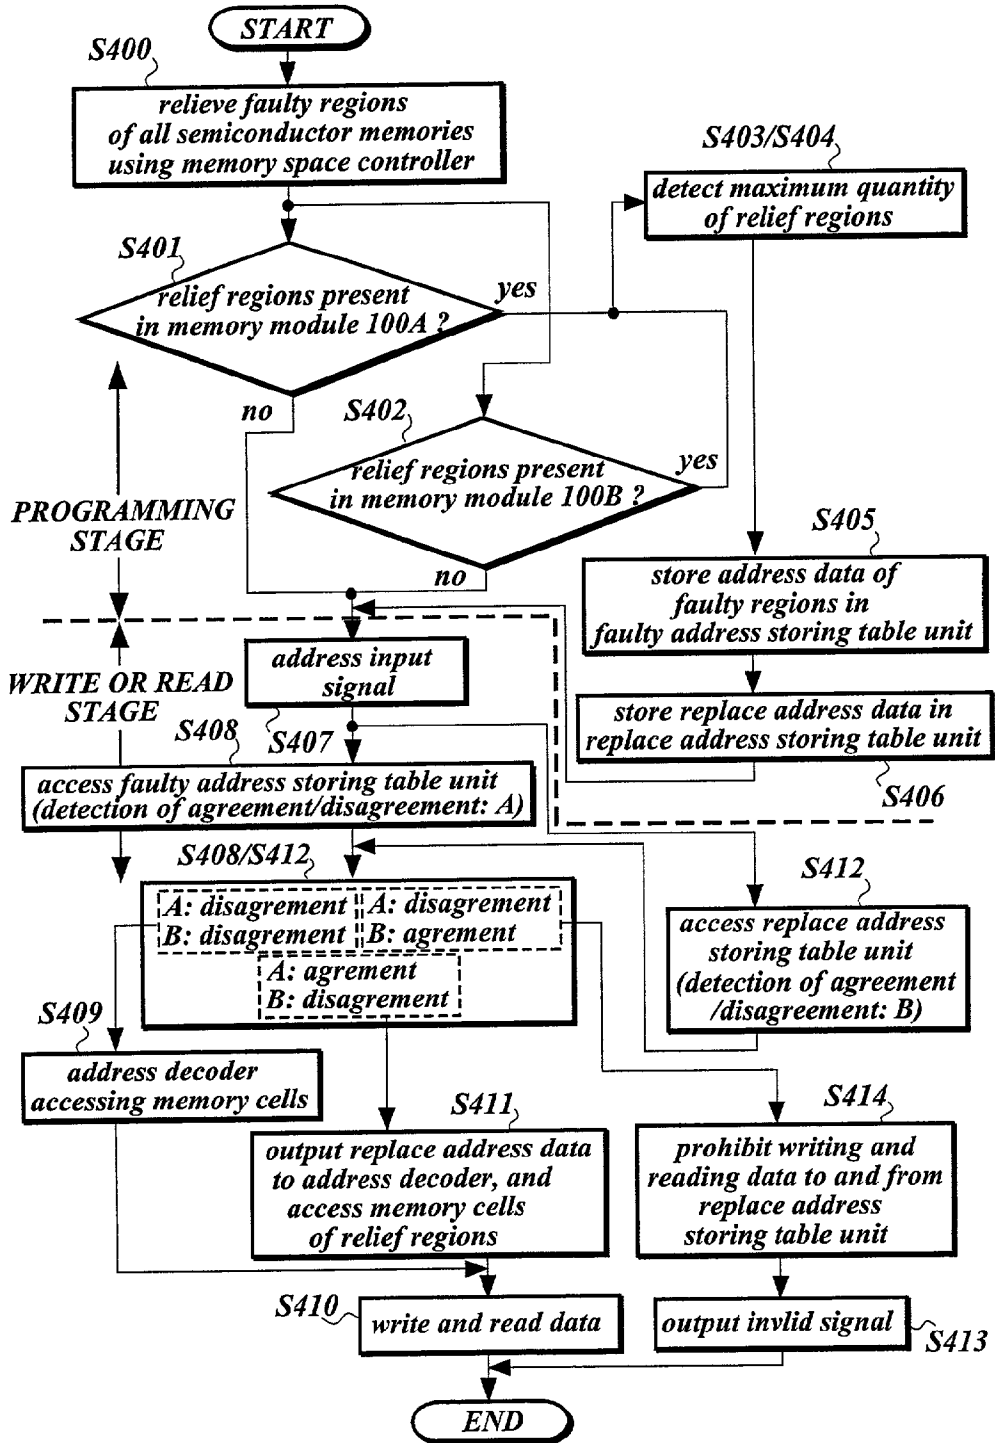 START
S400
relieve faulty regions
of all semiconductor memories
using memory space controller
S403/S404
detect maximum quantity
of relief regions
S401
relief regions present
in memory module 100A ?
yes
no
S402
relief regions present
in memory module 100B ?
yes
no
PROGRAMMING
STAGE
S405
store address data of
faulty regions in
faulty address storing table unit
WRITE OR READ
STAGE
address input
signal
S407
store replace address data in
replace address storing table unit
S406
S408
access faulty address storing table unit
(detection of agreement/disagreement: A)
S408/S412
A: disagrement
B: disagrement
A: disagrement
B: agrement
A: agrement
B: disagrement
S412
access replace address
storing table unit
(detection of agreement
/disagreement: B)
S409
address decoder
accessing memory cells
S411
output replace address data
to address decoder, and
access memory cells
of relief regions
S414
prohibit writing and
reading data to and from
replace address
storing table unit
S410
write and read data
output invlid signal
S413
END